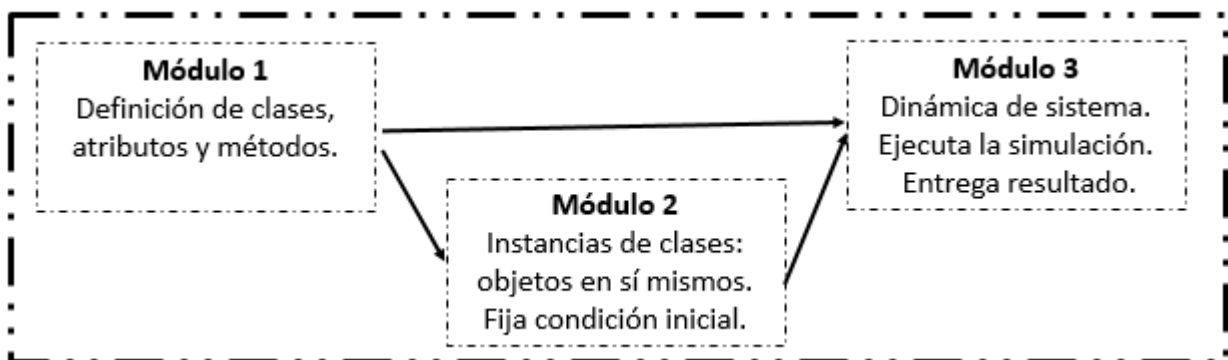 Módulo 1
Definición de clases,
atributos y métodos.
Módulo 2
Instancias de clases:
objetos en sí mismos.
Fija condición inicial.
Módulo 3
Dinámica de sistema.
Ejecuta la simulación.
Entrega resultado.